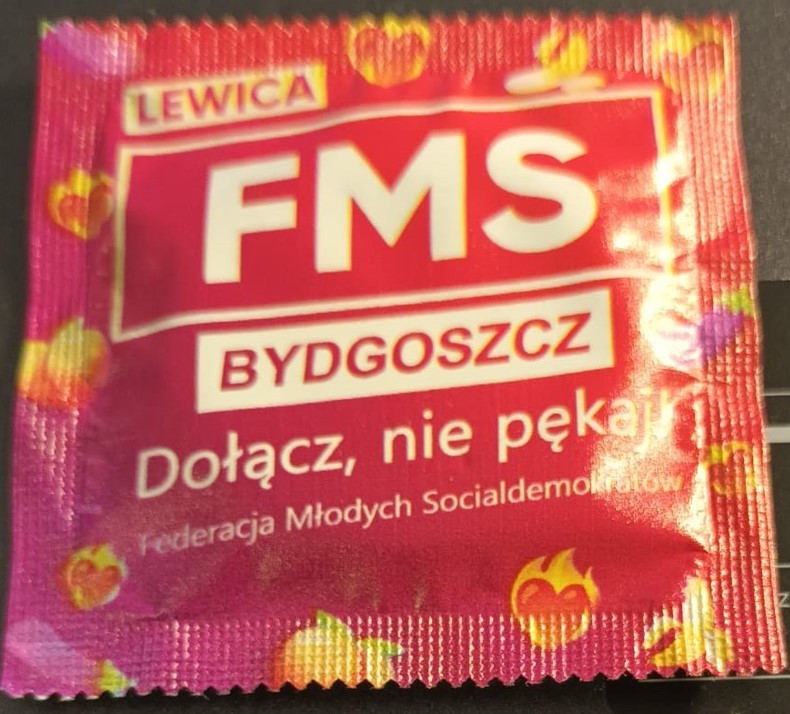 LEWICA
FMS
BYDGOSZCZ
Dołącz, nie pękaj!
Federacja Młodych Socialdemokratów